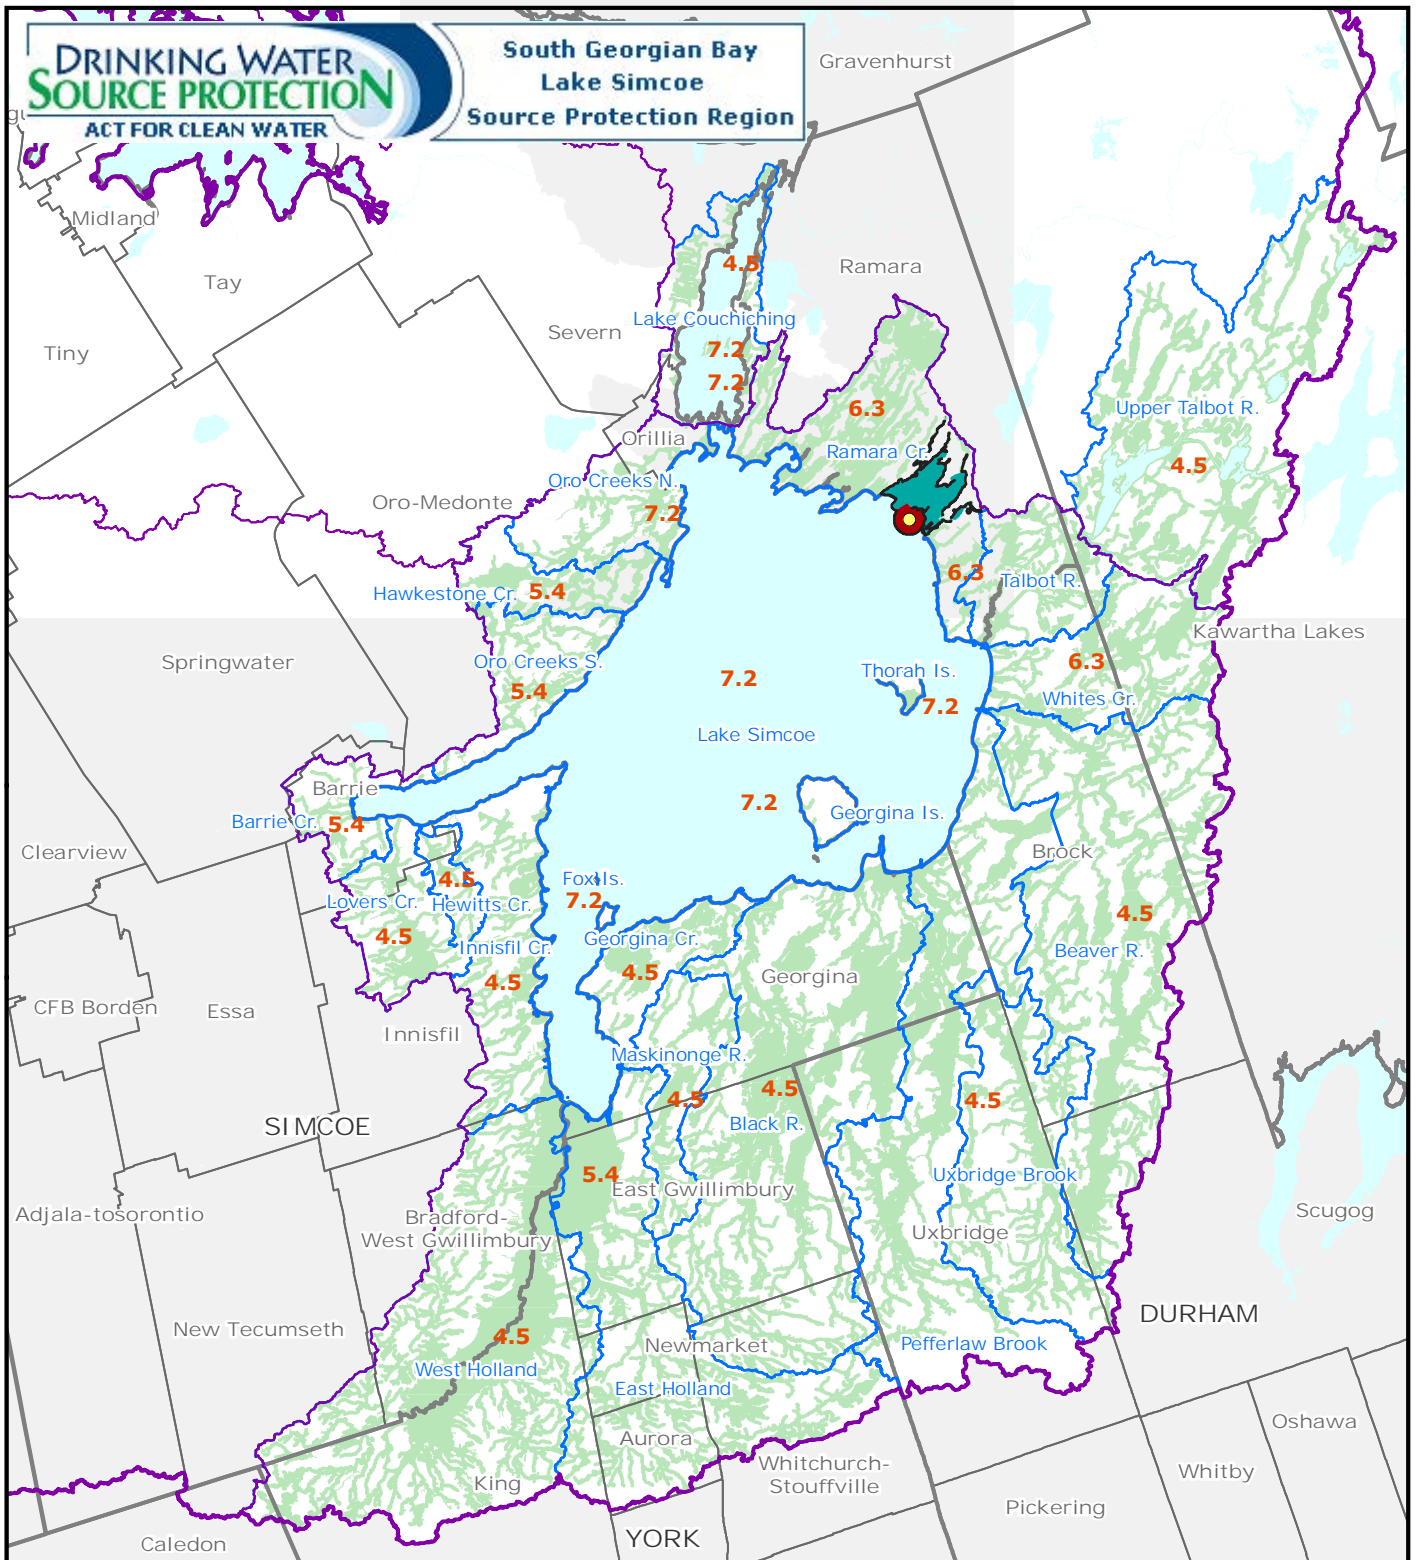 DRINKING WATER
SOURCE PROTECTION
ACT FOR CLEAN WATER
South Georgian Bay
Lake Simcoe
Source Protection Region
Gravenhurst
Midland
Tay
Tiny
Severn
Ramara
4.5
Lake Couchiching
7.2
7.2
6.3
Upper Talbot R.
4.5
Orillia
Ramara Cr.
Oro Creeks N.
Oro-Medonte
7.2
Hawkestone Cr.
5.4
6.3
Talbot R.
Kawartha Lakes
Springwater
Oro Creeks S.
5.4
7.2
Thorah Is.
7.2
6.3
Whites Cr.
Lake Simcoe
Barrie
Barrie Cr.
5.4
7.2
Georgina Is.
Clearview
Brock
4.5
Fox Is.
7.2
Lovers Cr.
Hewitts Cr.
4.5
4.5
Innisfil Cr.
Georgina Cr.
Beaver R.
4.5
4.5
Georgina
CFB Borden
Essa
Innisfil
Maskinonge R.
4.5
4.5
4.5
SIMCOE
Black R.
5.4
East Gwillimbury
Uxbridge Brook
Adjala-tosorontio
Bradford-
West Gwillimbury
Uxbridge
Scugog
New Tecumseth
4.5
West Holland
Newmarket
Pefferlaw Brook
DURHAM
East Holland
Aurora
Oshawa
King
Whitchurch-
Stouffville
Whitby
Pickering
Caledon
YORK